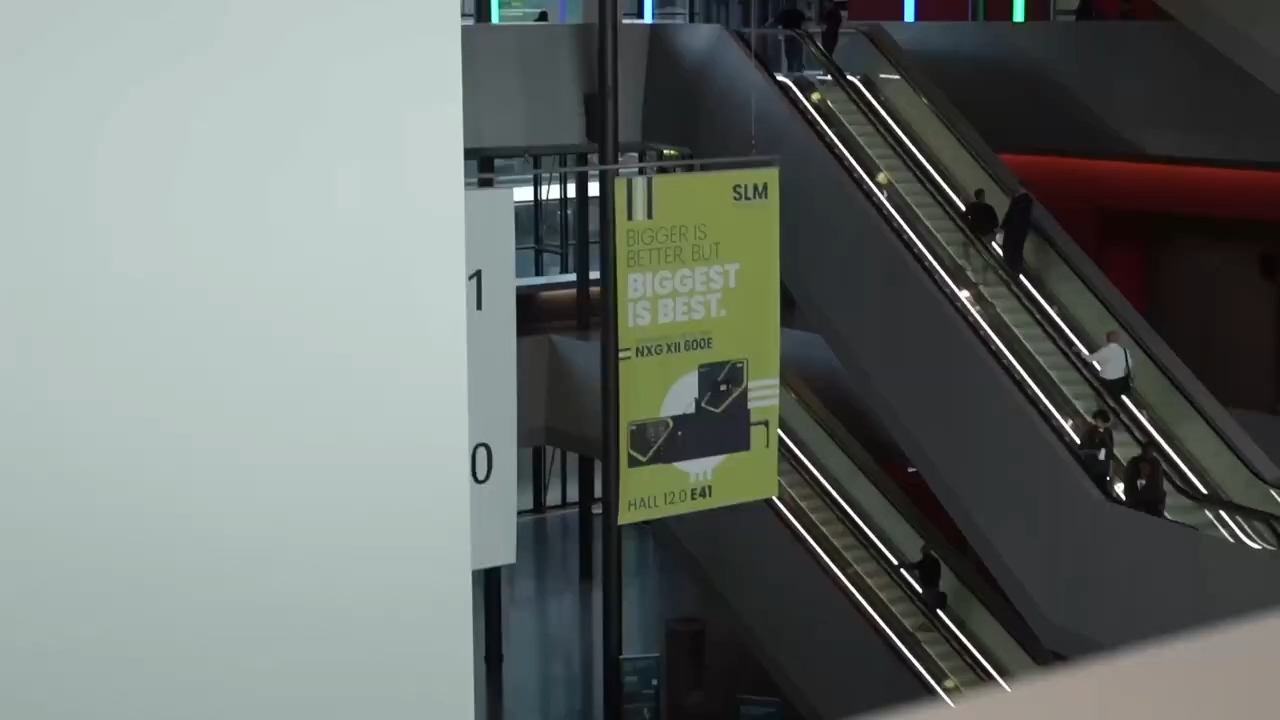 SLM
BIGGER IS
BETTER, BUT
BIGGEST
IS BEST.
NXG XII 600E
HALL 12.0 E41
1
0